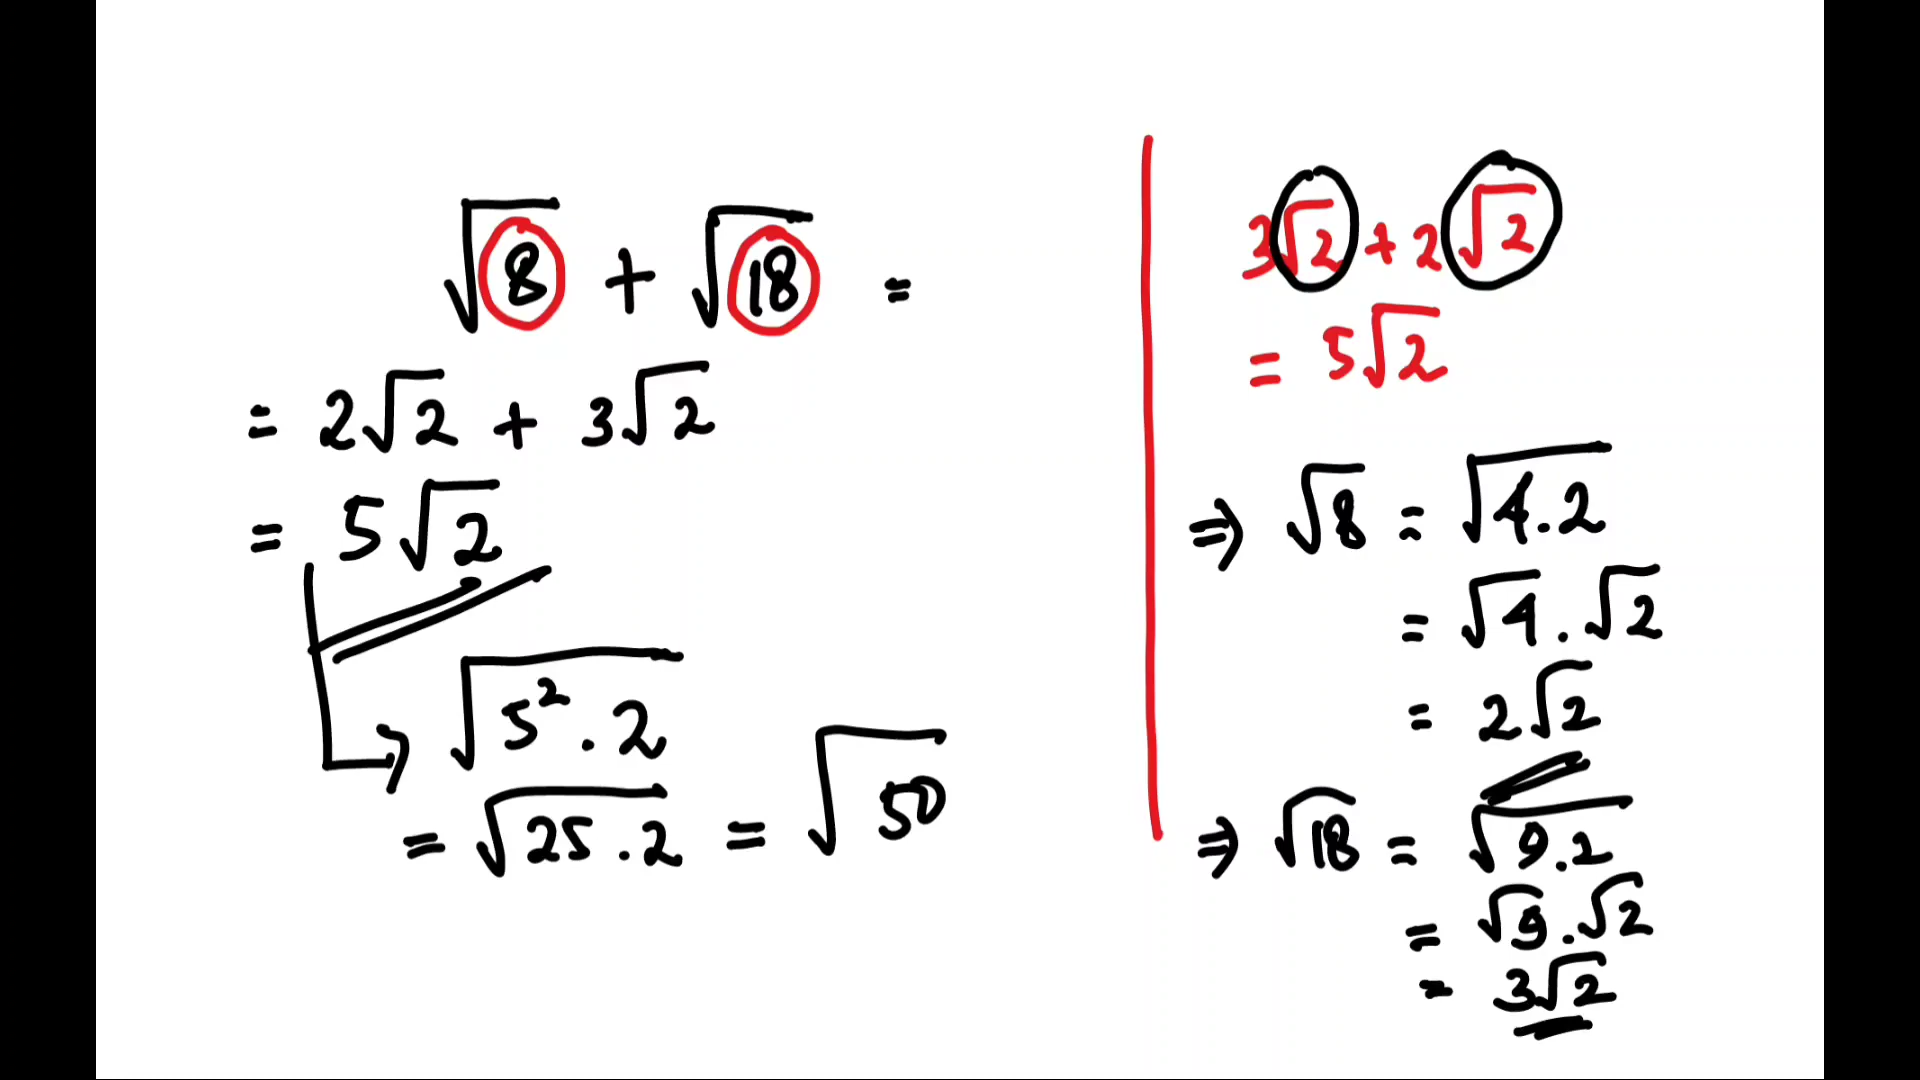 √8 + √18 =
= 2√2 + 3√2
= 5√2
√5² . 2
= √25 . 2 = √50
3√2 + 2√2
= 5√2
⇒ √8 = √4.2
= √4 . √2
= 2√2
⇒ √18 = √9.2
= √9 . √2
= 3√2